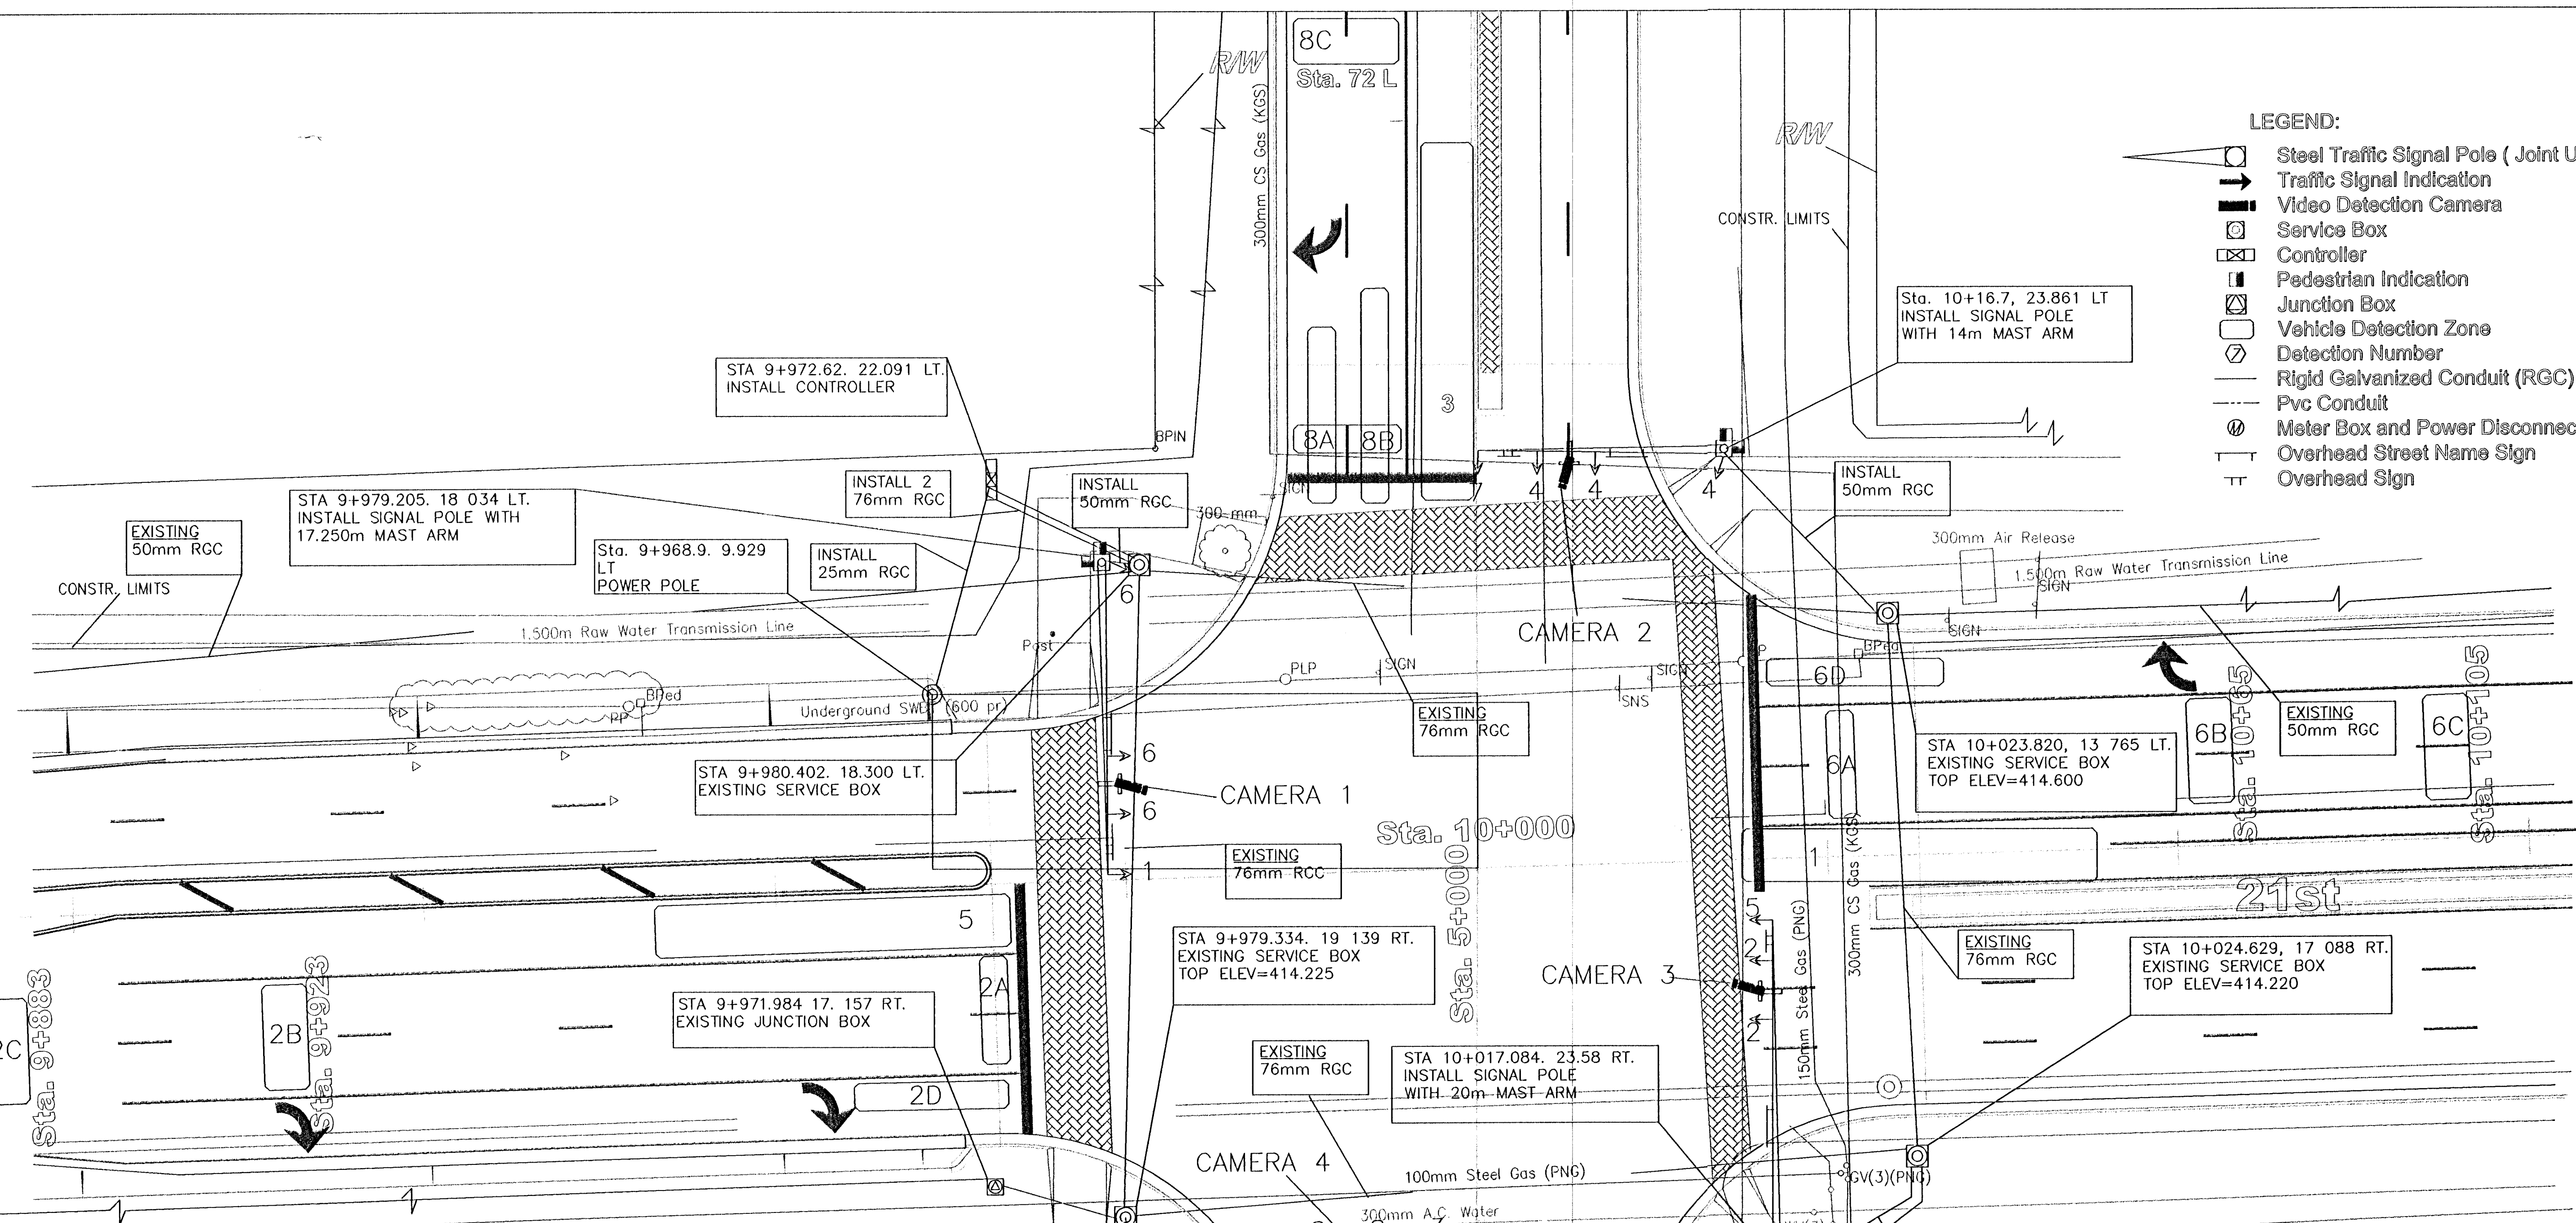 8C
Sta. 72 L
R/W
300mm CS Gas (KGS)
R/W
CONSTR. LIMITS
LEGEND:
Steel Traffic Signal Pole ( Joint U
Traffic Signal Indication
Video Detection Camera
Service Box
Controller
Pedestrian Indication
Junction Box
Vehicle Detection Zone
7 Detection Number
Rigid Galvanized Conduit (RGC)
Pvc Conduit
M Meter Box and Power Disconnec
Overhead Street Name Sign
Overhead Sign
Sta. 10+16.7, 23.861 LT
INSTALL SIGNAL POLE
WITH 14m MAST ARM
STA 9+972.62. 22.091 LT.
INSTALL CONTROLLER
3
8A
8B
BPIN
INSTALL 2
76mm RGC
INSTALL
50mm RGC
SIGN
7
4
4
4
INSTALL
50mm RGC
STA 9+979.205. 18 034 LT.
INSTALL SIGNAL POLE WITH
17.250m MAST ARM
EXISTING
50mm RGC
300 mm
Sta. 9+968.9. 9.929
LT
POWER POLE
INSTALL
25mm RGC
300mm Air Release
1.500m Raw Water Transmission Line
SIGN
CONSTR. LIMITS
6
1.500m Raw Water Transmission Line
Post
CAMERA 2
SIGN
PLP
SIGN
SIGN
SNS
BPed
6D
BPed
PP
Underground SWB (600 pr)
EXISTING
76mm RGC
6B
Sta. 10+65
EXISTING
50mm RGC
6C
Sta. 10+105
STA 10+023.820, 13 765 LT.
EXISTING SERVICE BOX
TOP ELEV=414.600
6A
6
STA 9+980.402. 18.300 LT.
EXISTING SERVICE BOX
CAMERA 1
6
Sta. 10+000
Sta. 5+000
EXISTING
76mm RCC
1
1
300mm CS Gas (KGS)
21st
5
5
2
150mm Steel Gas (PNG)
STA 9+979.334. 19 139 RT.
EXISTING SERVICE BOX
TOP ELEV=414.225
EXISTING
76mm RGC
STA 10+024.629, 17 088 RT.
EXISTING SERVICE BOX
TOP ELEV=414.220
CAMERA 3
2
2C
Sta. 9+883
2B
Sta. 9+923
2A
STA 9+971.984 17. 157 RT.
EXISTING JUNCTION BOX
EXISTING
76mm RGC
STA 10+017.084. 23.58 RT.
INSTALL SIGNAL POLE
WITH 20m MAST ARM
2D
CAMERA 4
100mm Steel Gas (PNG)
GV(3)(PNG)
300mm A.C. Water